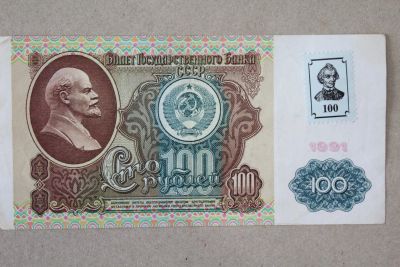 Билет Государственного Банка
СССР
100
1991
Сто 100
рублей 100
100